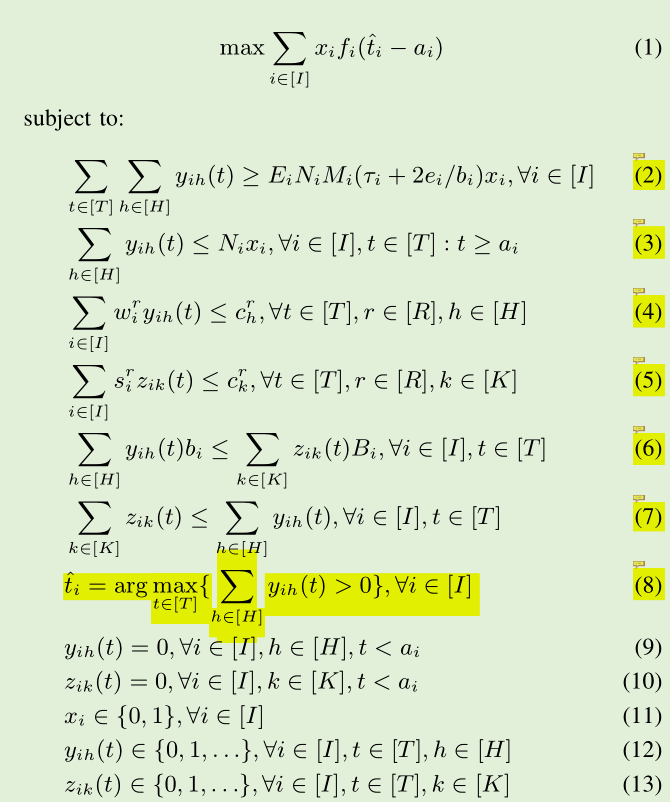 max ∑_{i∈[I]} x_i f_i(t̂_i − a_i) (1)
subject to:
∑_{t∈[T]} ∑_{h∈[H]} y_{ih}(t) ≥ E_i N_i M_i(τ_i + 2e_i/b_i)x_i, ∀i ∈ [I] (2)
∑_{h∈[H]} y_{ih}(t) ≤ N_i x_i, ∀i ∈ [I], t ∈ [T] : t ≥ a_i (3)
∑_{i∈[I]} w_i^r y_{ih}(t) ≤ c_h^r, ∀t ∈ [T], r ∈ [R], h ∈ [H] (4)
∑_{i∈[I]} s_i^r z_{ik}(t) ≤ c_k^r, ∀t ∈ [T], r ∈ [R], k ∈ [K] (5)
∑_{h∈[H]} y_{ih}(t)b_i ≤ ∑_{k∈[K]} z_{ik}(t)B_i, ∀i ∈ [I], t ∈ [T] (6)
∑_{k∈[K]} z_{ik}(t) ≤ ∑_{h∈[H]} y_{ih}(t), ∀i ∈ [I], t ∈ [T] (7)
t̂_i = arg max_{t∈[T]} { ∑_{h∈[H]} y_{ih}(t) > 0}, ∀i ∈ [I] (8)
y_{ih}(t) = 0, ∀i ∈ [I], h ∈ [H], t < a_i (9)
z_{ik}(t) = 0, ∀i ∈ [I], k ∈ [K], t < a_i (10)
x_i ∈ {0, 1}, ∀i ∈ [I] (11)
y_{ih}(t) ∈ {0, 1, …}, ∀i ∈ [I], t ∈ [T], h ∈ [H] (12)
z_{ik}(t) ∈ {0, 1, …}, ∀i ∈ [I], t ∈ [T], k ∈ [K] (13)